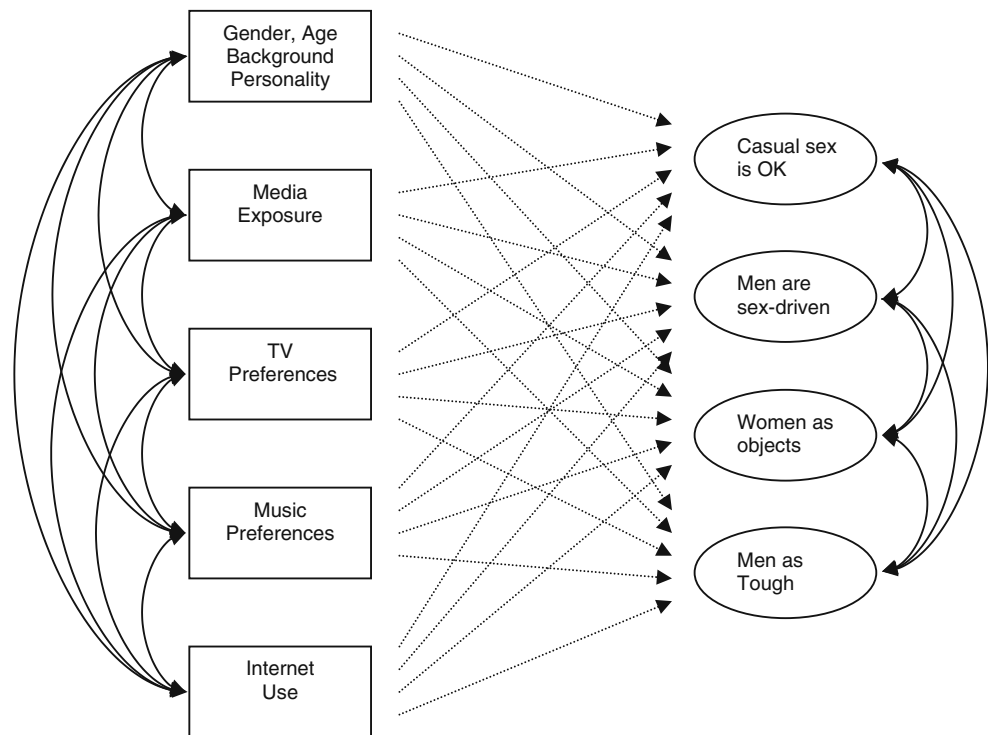 Gender, Age
Background
Personality
Media
Exposure
TV
Preferences
Music
Preferences
Internet
Use
Casual sex
is OK
Men are
sex-driven
Women as
objects
Men as
Tough